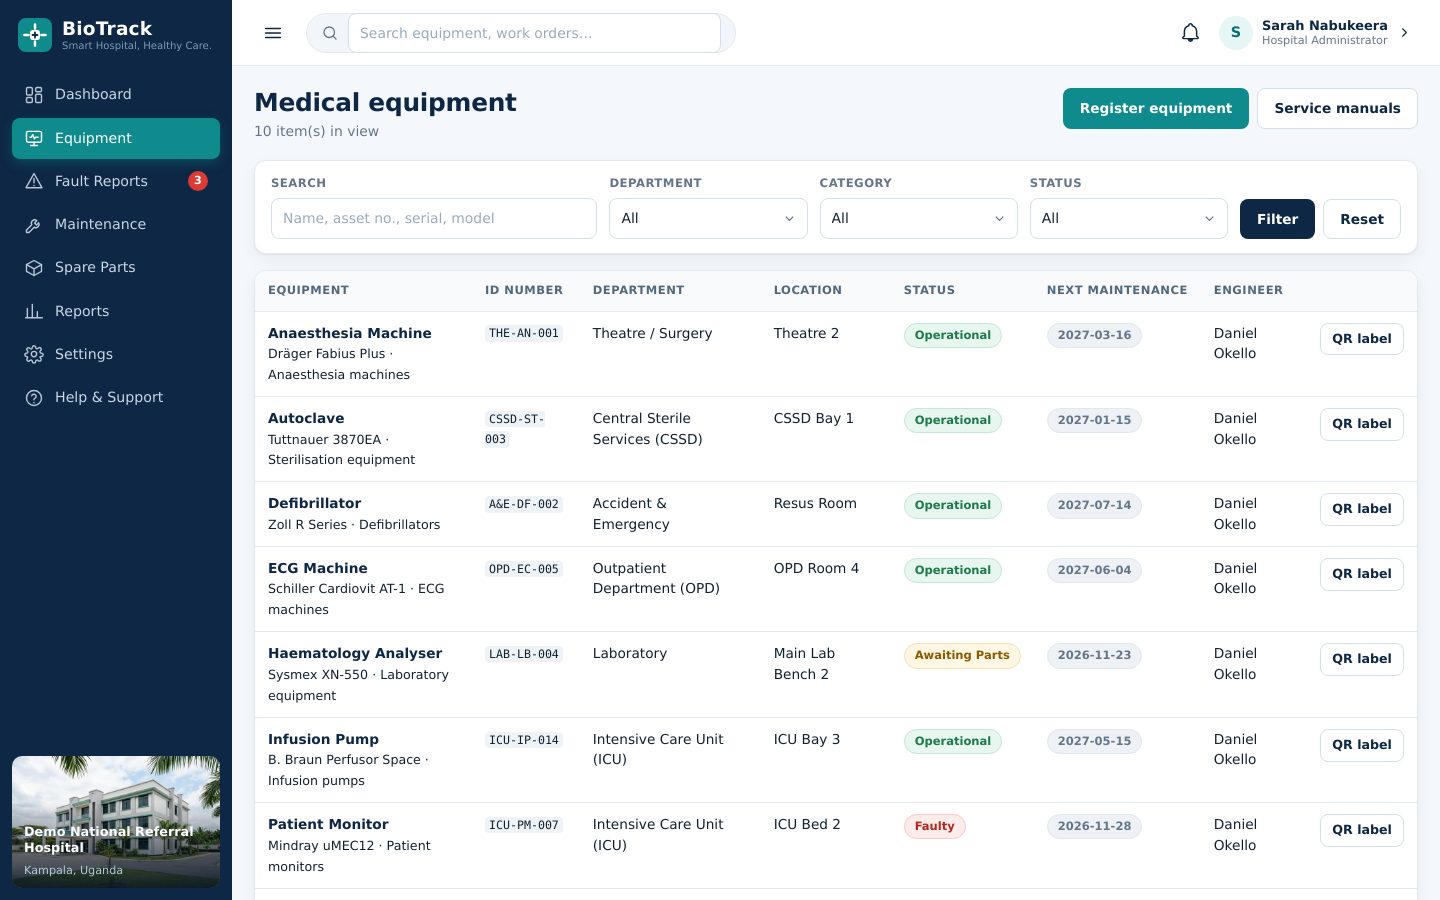 BioTrack
Smart Hospital, Healthy Care.
Dashboard
Equipment
Fault Reports 3
Maintenance
Spare Parts
Reports
Settings
Help & Support
Demo National Referral
Hospital
Kampala, Uganda
Search equipment, work orders...
S
Sarah Nabukeera
Hospital Administrator
Medical equipment
10 item(s) in view
Register equipment
Service manuals
SEARCH DEPARTMENT CATEGORY STATUS
Name, asset no., serial, model All All All Filter Reset
EQUIPMENT ID NUMBER DEPARTMENT LOCATION STATUS NEXT MAINTENANCE ENGINEER
Anaesthesia Machine THE-AN-001 Theatre / Surgery Theatre 2 Operational 2027-03-16 Daniel QR label
Dräger Fabius Plus · Okello
Anaesthesia machines
Autoclave CSSD-ST- Central Sterile CSSD Bay 1 Operational 2027-01-15 Daniel QR label
Tuttnauer 3870EA · 003 Services (CSSD) Okello
Sterilisation equipment
Defibrillator A&E-DF-002 Accident & Resus Room Operational 2027-07-14 Daniel QR label
Zoll R Series · Defibrillators Emergency Okello
ECG Machine OPD-EC-005 Outpatient OPD Room 4 Operational 2027-06-04 Daniel QR label
Schiller Cardiovit AT-1 · ECG Department (OPD) Okello
machines
Haematology Analyser LAB-LB-004 Laboratory Main Lab Awaiting Parts 2026-11-23 Daniel QR label
Sysmex XN-550 · Laboratory Bench 2 Okello
equipment
Infusion Pump ICU-IP-014 Intensive Care Unit ICU Bay 3 Operational 2027-05-15 Daniel QR label
B. Braun Perfusor Space · (ICU) Okello
Infusion pumps
Patient Monitor ICU-PM-007 Intensive Care Unit ICU Bed 2 Faulty 2026-11-28 Daniel QR label
Mindray uMEC12 · Patient (ICU) Okello
monitors